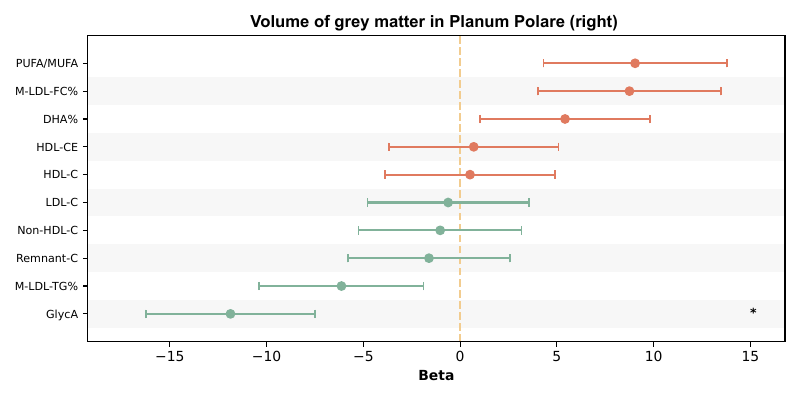 Volume of grey matter in Planum Polare (right)
PUFA/MUFA
M-LDL-FC%
DHA%
HDL-CE
HDL-C
LDL-C
Non-HDL-C
Remnant-C
M-LDL-TG%
GlycA *
−15 −10 −5 0 5 10 15
Beta